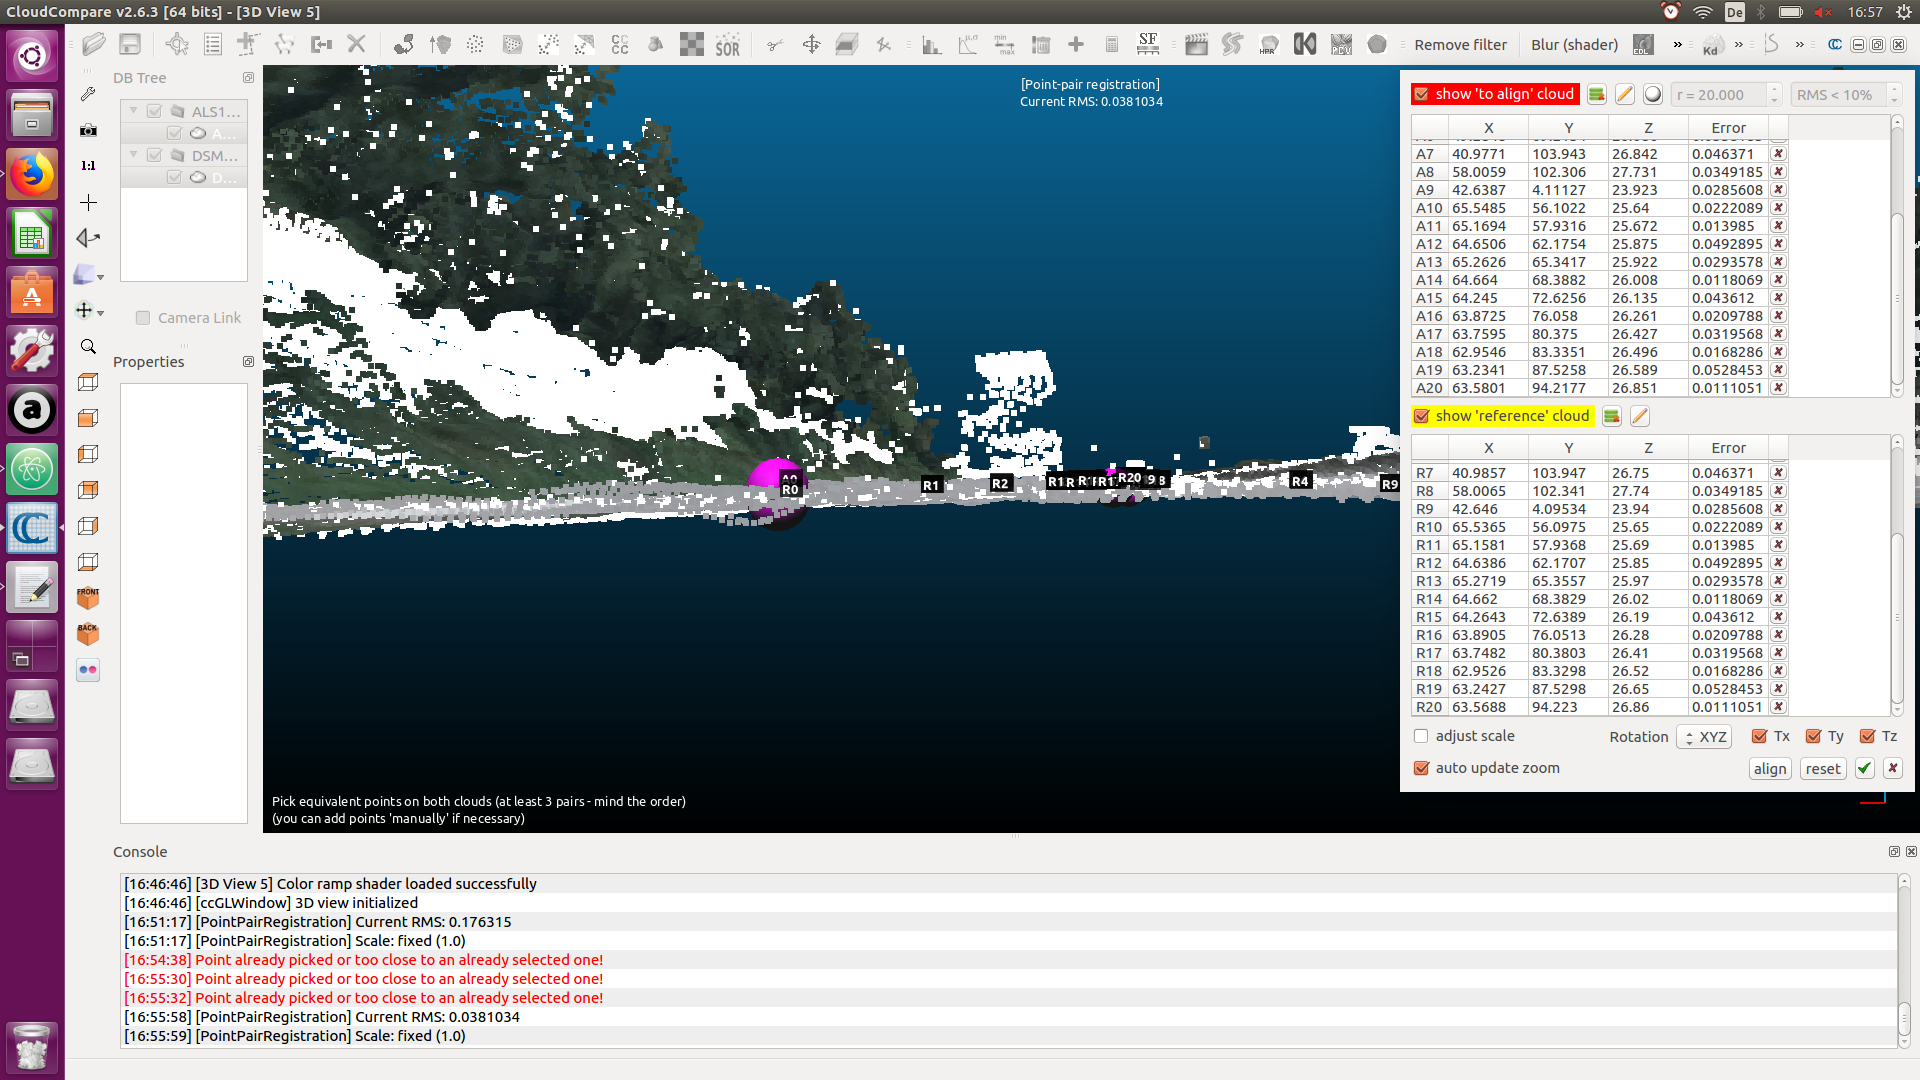 CloudCompare v2.6.3 [64 bits] - [3D View 5]
De
16:57
SOR
SF
HPR
PCV
Remove filter
Blur (shader)
EDL
»
Kd
»
»
DB Tree
ALS1...
A...
DSM...
D...
Camera Link
Properties
1:1
FRONT
BACK
[Point-pair registration]
Current RMS: 0.0381034
R0
R1
R2
R20
R4
R9
Pick equivalent points on both clouds (at least 3 pairs - mind the order)
(you can add points 'manually' if necessary)
show 'to align' cloud
r = 20.000
RMS < 10%
X Y Z Error
A7 40.9771 103.943 26.842 0.046371
A8 58.0059 102.306 27.731 0.0349185
A9 42.6387 4.11127 23.923 0.0285608
A10 65.5485 56.1022 25.64 0.0222089
A11 65.1694 57.9316 25.672 0.013985
A12 64.6506 62.1754 25.875 0.0492895
A13 65.2626 65.3417 25.922 0.0293578
A14 64.664 68.3882 26.008 0.0118069
A15 64.245 72.6256 26.135 0.043612
A16 63.8725 76.058 26.261 0.0209788
A17 63.7595 80.375 26.427 0.0319568
A18 62.9546 83.3351 26.496 0.0168286
A19 63.2341 87.5258 26.589 0.0528453
A20 63.5801 94.2177 26.851 0.0111051
show 'reference' cloud
X Y Z Error
R7 40.9857 103.947 26.75 0.046371
R8 58.0065 102.341 27.74 0.0349185
R9 42.646 4.09534 23.94 0.0285608
R10 65.5365 56.0975 25.65 0.0222089
R11 65.1581 57.9368 25.69 0.013985
R12 64.6386 62.1707 25.85 0.0492895
R13 65.2719 65.3557 25.97 0.0293578
R14 64.662 68.3829 26.02 0.0118069
R15 64.2643 72.6389 26.19 0.043612
R16 63.8905 76.0513 26.28 0.0209788
R17 63.7482 80.3803 26.41 0.0319568
R18 62.9526 83.3298 26.52 0.0168286
R19 63.2427 87.5298 26.65 0.0528453
R20 63.5688 94.223 26.86 0.0111051
adjust scale
Rotation XYZ Tx Ty Tz
auto update zoom
align reset
Console
[16:46:46] [3D View 5] Color ramp shader loaded successfully
[16:46:46] [ccGLWindow] 3D view initialized
[16:51:17] [PointPairRegistration] Current RMS: 0.176315
[16:51:17] [PointPairRegistration] Scale: fixed (1.0)
[16:54:38] Point already picked or too close to an already selected one!
[16:55:30] Point already picked or too close to an already selected one!
[16:55:32] Point already picked or too close to an already selected one!
[16:55:58] [PointPairRegistration] Current RMS: 0.0381034
[16:55:59] [PointPairRegistration] Scale: fixed (1.0)